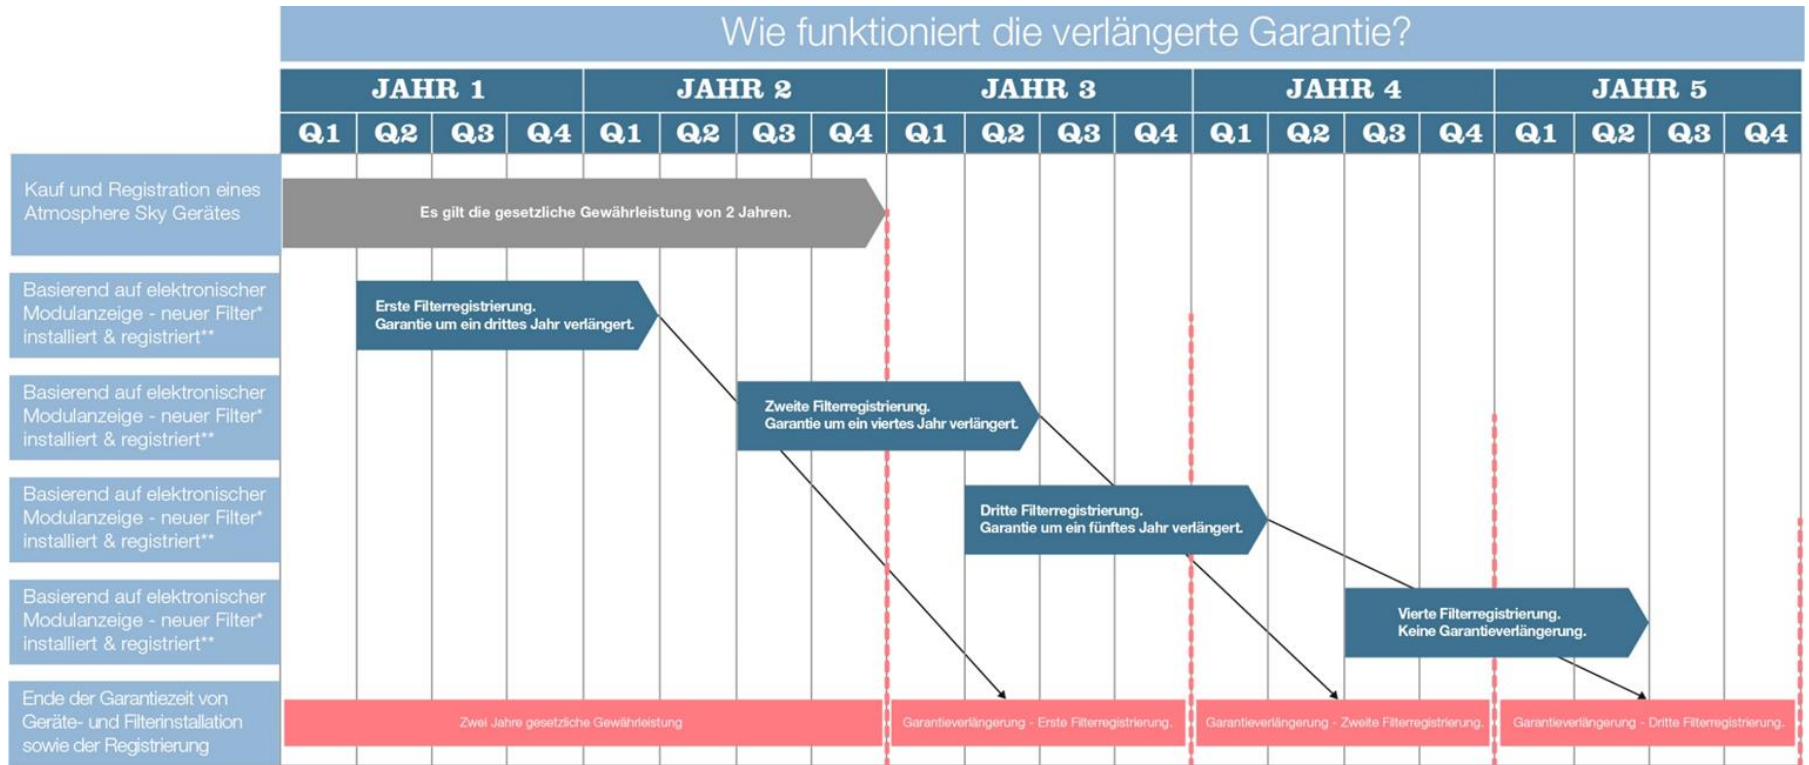 Wie funktioniert die verlängerte Garantie?
JAHR 1 JAHR 2 JAHR 3 JAHR 4 JAHR 5
Q1 Q2 Q3 Q4 Q1 Q2 Q3 Q4 Q1 Q2 Q3 Q4 Q1 Q2 Q3 Q4 Q1 Q2 Q3 Q4
Kauf und Registration eines
Atmosphere Sky Gerätes
Es gilt die gesetzliche Gewährleistung von 2 Jahren.
Basierend auf elektronischer
Modulanzeige - neuer Filter*
installiert & registriert**
Erste Filterregistrierung.
Garantie um ein drittes Jahr verlängert.
Basierend auf elektronischer
Modulanzeige - neuer Filter*
installiert & registriert**
Zweite Filterregistrierung.
Garantie um ein viertes Jahr verlängert.
Basierend auf elektronischer
Modulanzeige - neuer Filter*
installiert & registriert**
Dritte Filterregistrierung.
Garantie um ein fünftes Jahr verlängert.
Basierend auf elektronischer
Modulanzeige - neuer Filter*
installiert & registriert**
Vierte Filterregistrierung.
Keine Garantieverlängerung.
Ende der Garantiezeit von
Geräte- und Filterinstallation
sowie der Registrierung
Zwei Jahre gesetzliche Gewährleistung
Garantieverlängerung - Erste Filterregistrierung.
Garantieverlängerung - Zweite Filterregistrierung.
Garantieverlängerung - Dritte Filterregistrierung.